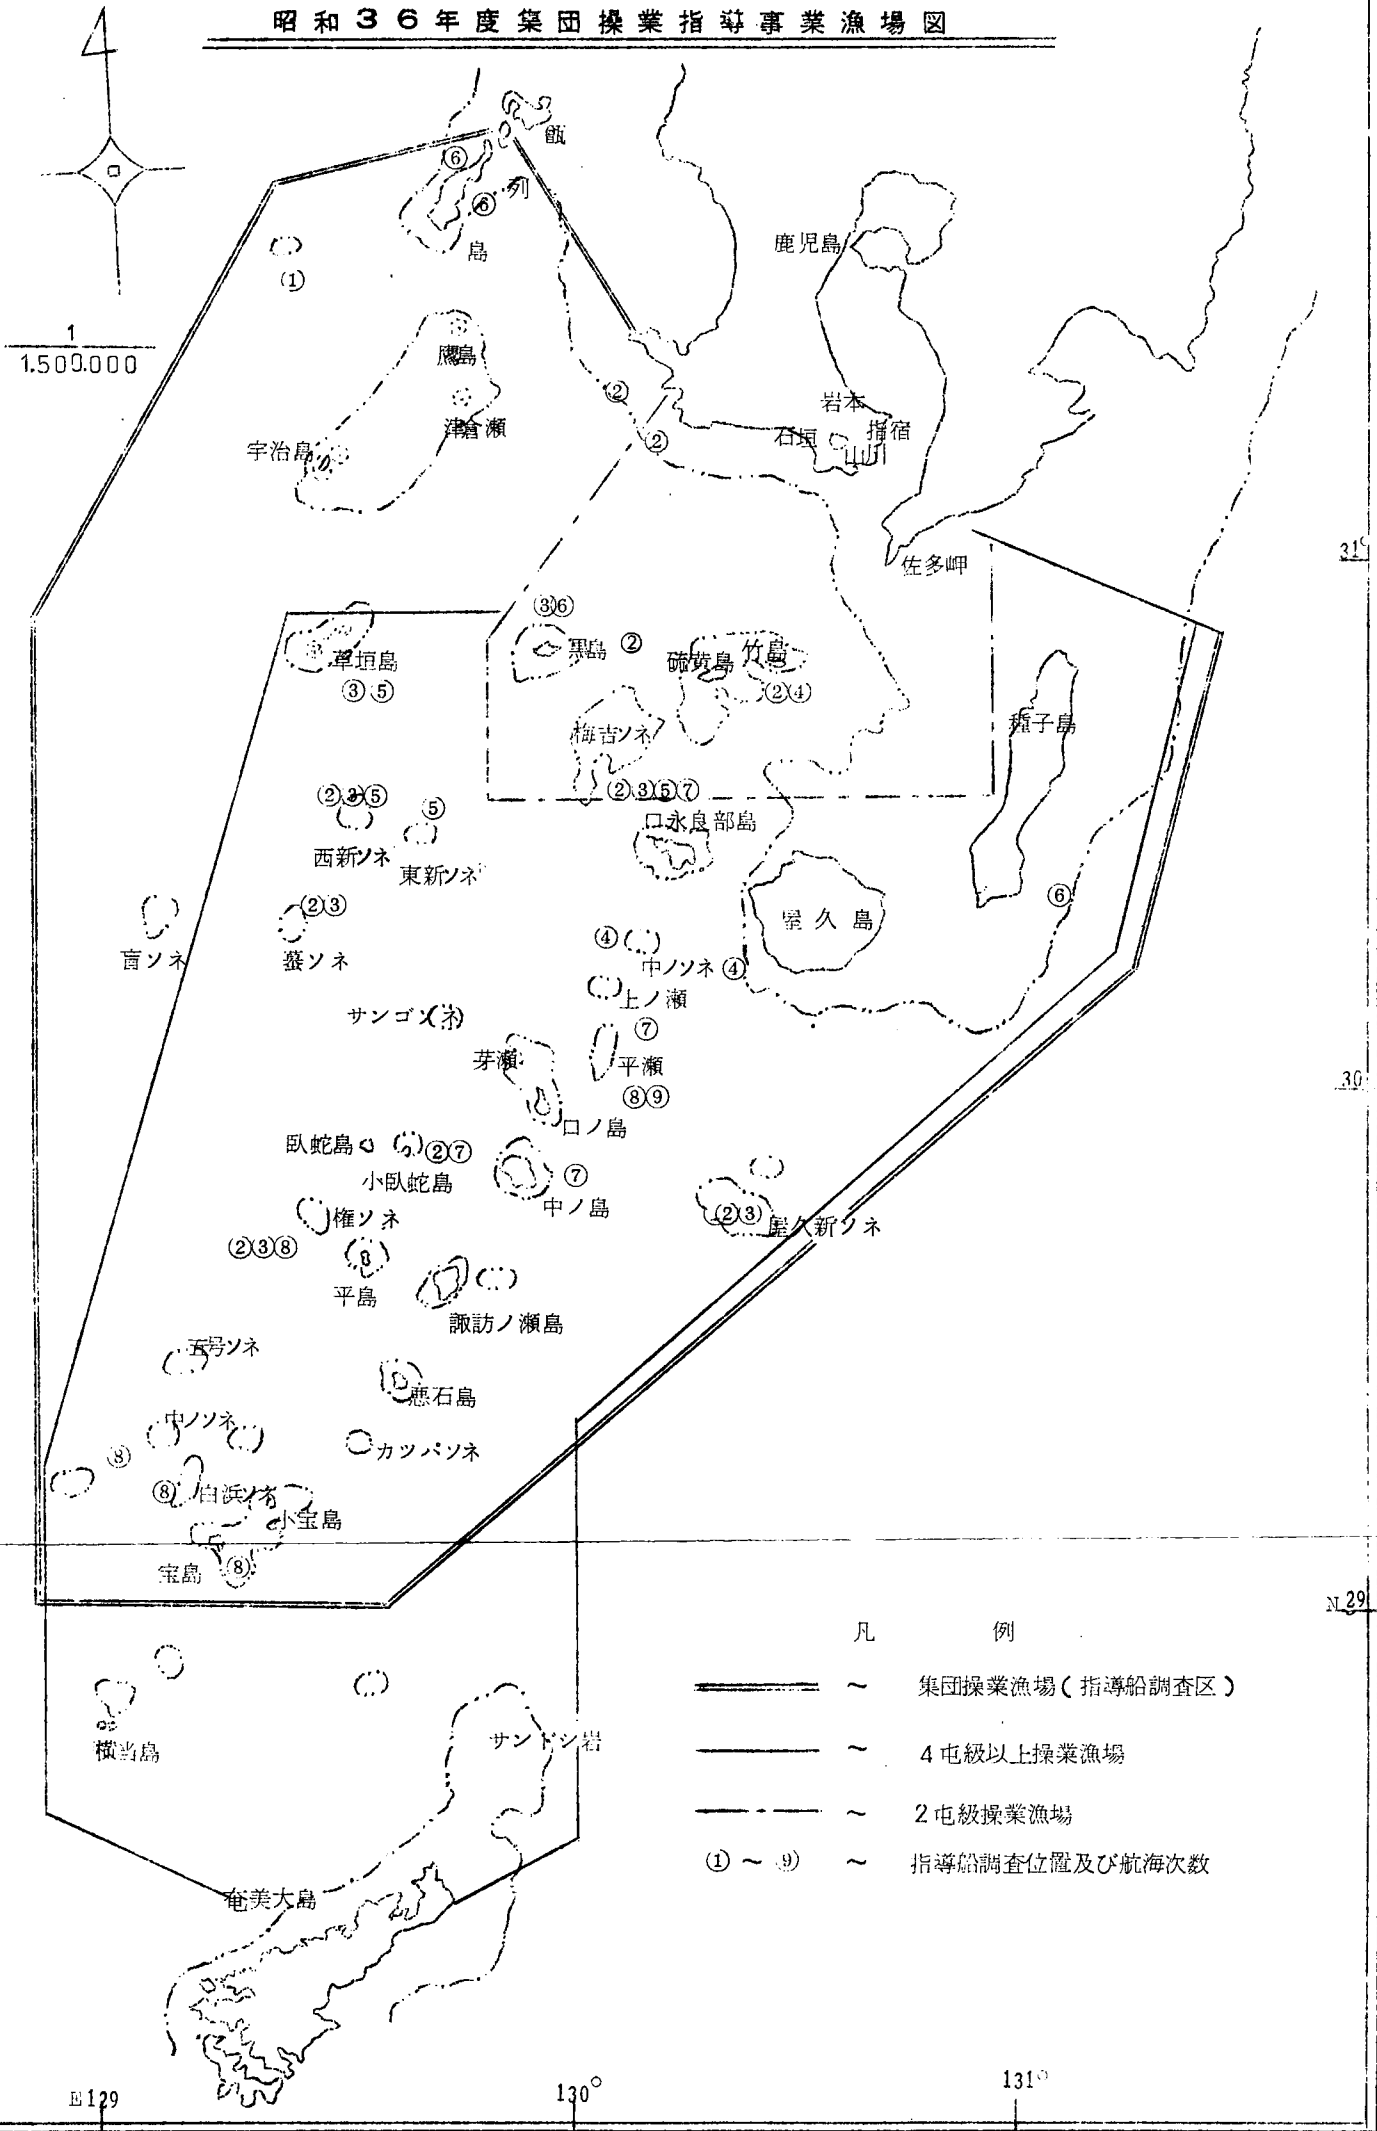 昭和36年度集団操業指導事業漁場図
甑
⑥
⑥
列
島
鹿児島
①
1
1.500.000
鷹島
津倉瀬
宇治島
②
②
岩本
石垣
指宿
山川
31°
佐多岬
③⑥
黒島
②
草垣島
③⑤
硫黄島
竹島
②④
種子島
梅吉ソネ
②③⑤⑦
②③⑤
⑤
西新ソネ
東新ソネ
口永良部島
②③
⑥
屋久島
盲ソネ
蟇ソネ
④
中ノソネ
④
上ノ瀬
サンゴソネ
⑦
芽瀬
平瀬
30
⑧⑨
口ノ島
臥蛇島
②⑦
小臥蛇島
⑦
中ノ島
権ソネ
②③
屋久新ソネ
②③⑧
平島
諏訪ノ瀬島
五号ソネ
悪石島
中ノソネ
カツパソネ
⑧
⑧
白浜ソネ
小宝島
宝島
⑧
N 29
凡例
═══ ~ 集団操業漁場(指導船調査区)
─── ~ 4屯級以上操業漁場
─・─ ~ 2屯級操業漁場
①~⑨ ~ 指導船調査位置及び航海次数
横当島
サンドン岩
奄美大島
E129
130°
131°